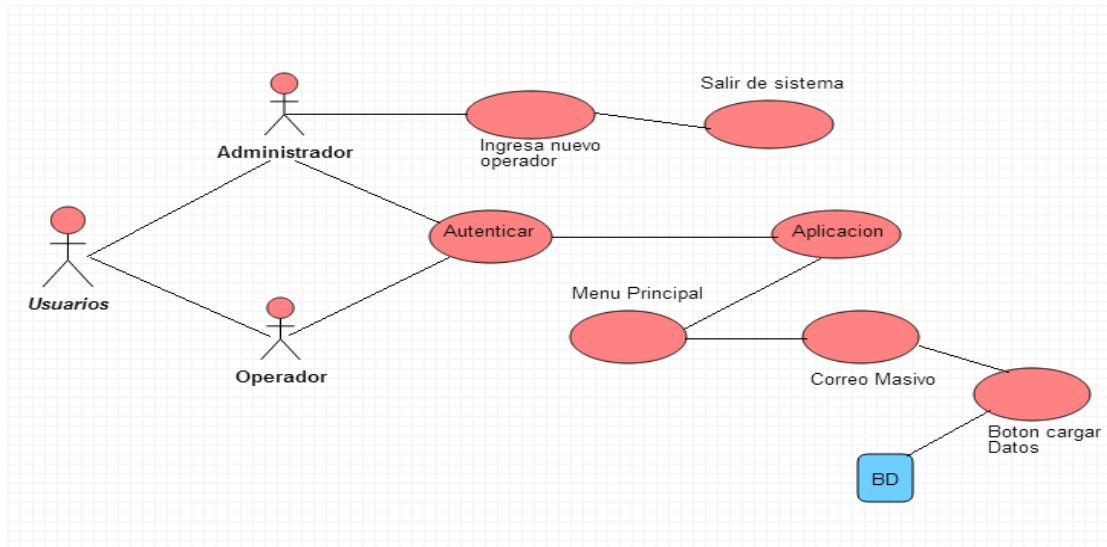 Salir de sistema
Ingresa nuevo
operador
Administrador
Autenticar
Aplicacion
Usuarios
Menu Principal
Operador
Correo Masivo
Boton cargar
Datos
BD